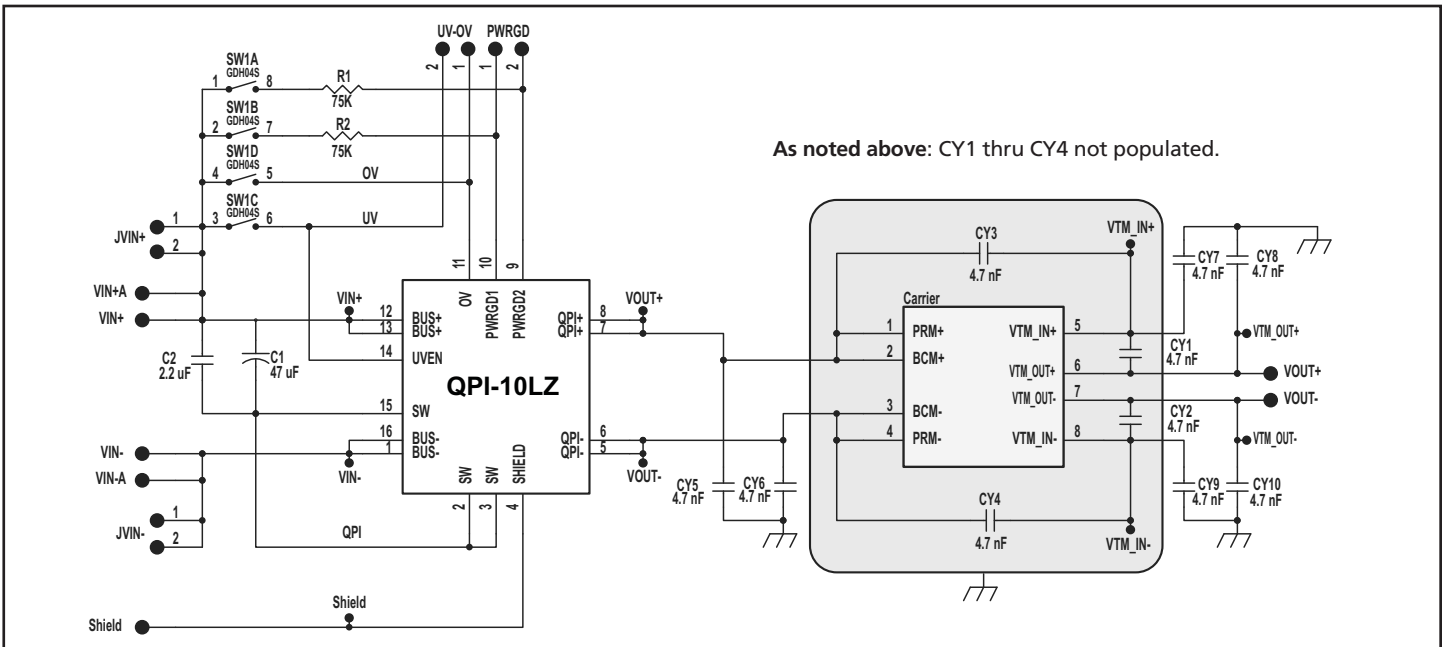 UV-OV PWRGD
2 1 1 2
SW1A
GDH04S
1 8
R1
75K
SW1B
GDH04S
2 7
R2
75K
SW1D
GDH04S
4 5 OV
SW1C
GDH04S
3 6 UV
JVIN+
1
2
VIN+A
VIN+
C2
2.2 uF
C1
47 uF
VIN+
VIN-
VIN-A
JVIN-
1
2
VIN-
QPI
Shield
Shield
11 10 9
OV PWRGD1 PWRGD2
12 BUS+
13 BUS+
14 UVEN
QPI-10LZ
15 SW
16 BUS-
1 BUS-
SW SW SHIELD
2 3 4
QPI+ 8
QPI+ 7
QPI- 6
QPI- 5
VOUT+
VOUT-
CY5
4.7 nF
CY6
4.7 nF
As noted above: CY1 thru CY4 not populated.
CY3
4.7 nF
VTM_IN+
Carrier
1 PRM+
2 BCM+
3 BCM-
4 PRM-
VTM_IN+ 5
VTM_OUT+ 6
VTM_OUT- 7
VTM_IN- 8
CY1
4.7 nF
CY2
4.7 nF
CY4
4.7 nF
VTM_IN-
CY7
4.7 nF
CY8
4.7 nF
VTM_OUT+
VOUT+
VOUT-
VTM_OUT-
CY9
4.7 nF
CY10
4.7 nF